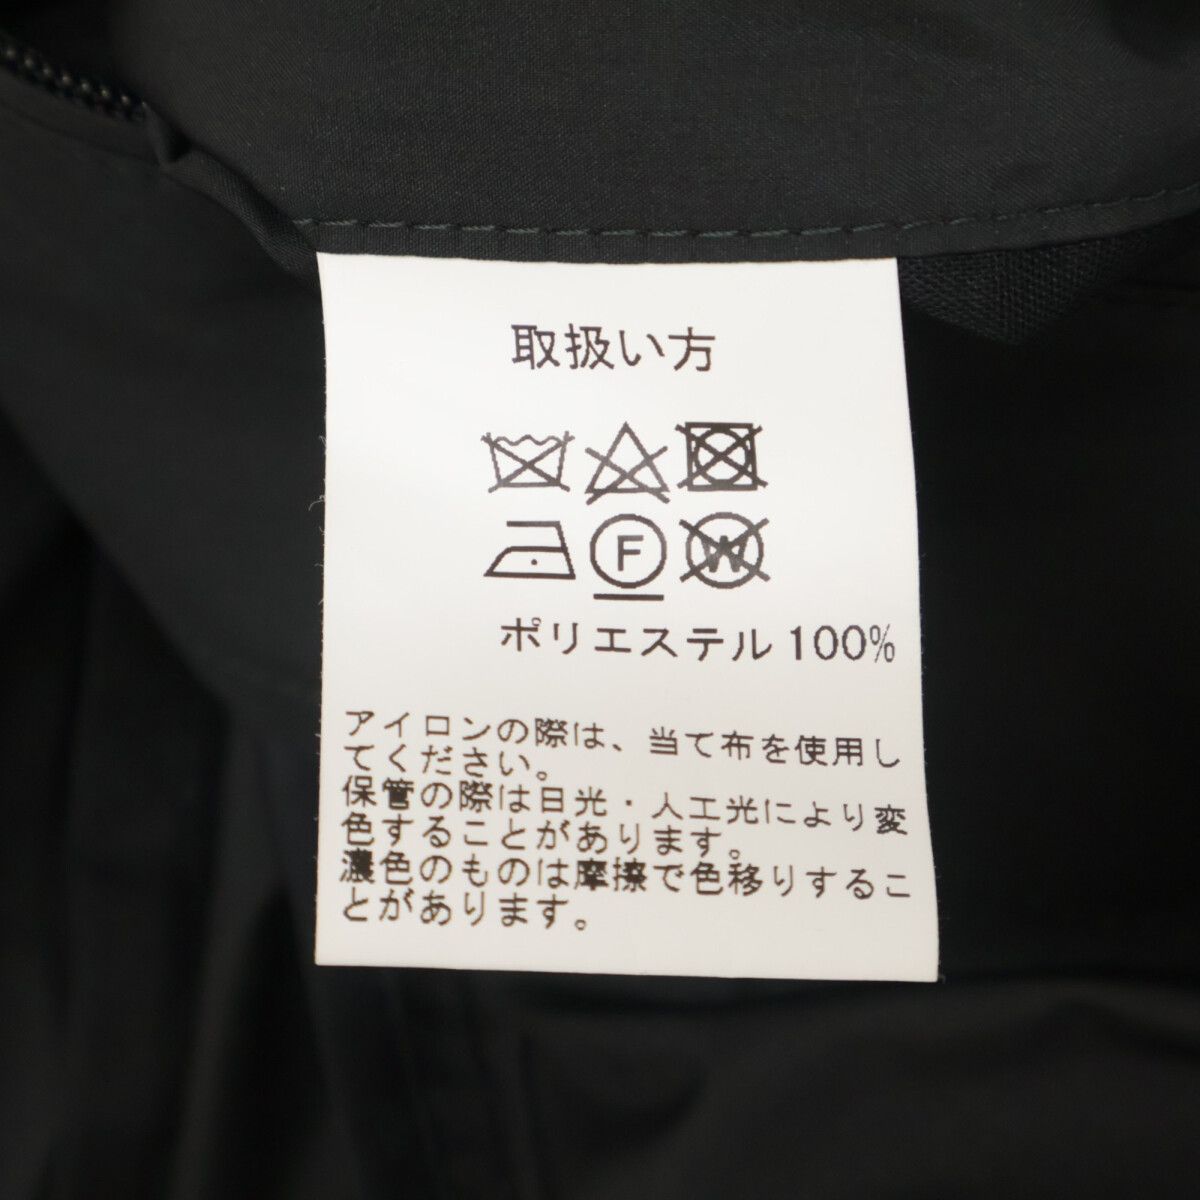 取扱い方
F W
ポリエステル100%
アイロンの際は、当て布を使用し
てください。
保管の際は日光・人工光により変
色することがあります。
濃色のものは摩擦で色移りするこ
とがあります。